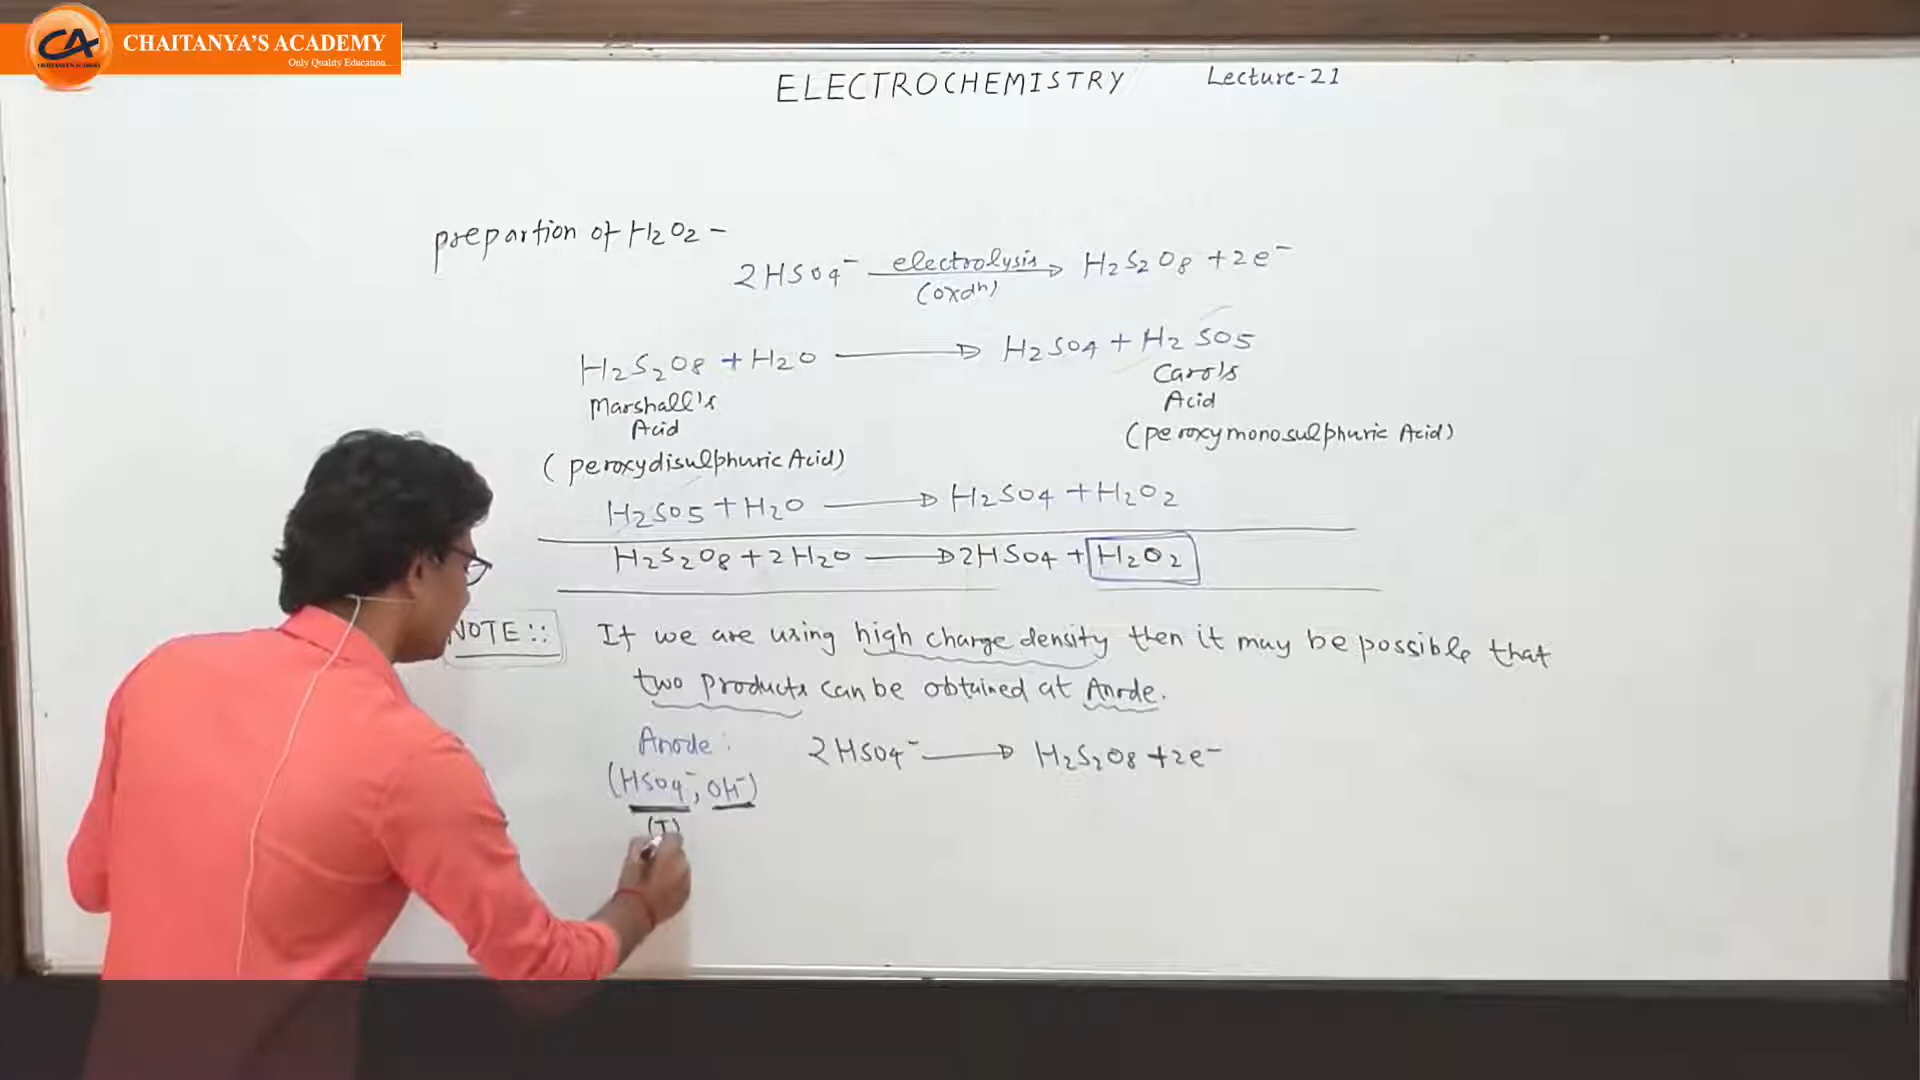 CHAITANYA'S ACADEMY
Only Quality Education...
CA
ELECTROCHEMISTRY Lecture-21
prepartion of H2O2 -
2HSO4⁻ electrolysis (oxdⁿ) → H2S2O8 + 2e⁻
H2S2O8 + H2O → H2SO4 + H2SO5
Marshall's Acid
Caro's Acid
(peroxydisulphuric Acid)
(peroxymonosulphuric Acid)
H2SO5 + H2O → H2SO4 + H2O2
H2S2O8 + 2H2O → 2HSO4 + H2O2
NOTE::
If we are using high charge density then it may be possible that
two products can be obtained at Anode.
Anode: 2HSO4⁻ → H2S2O8 + 2e⁻
(HSO4⁻, OH⁻)
(I)